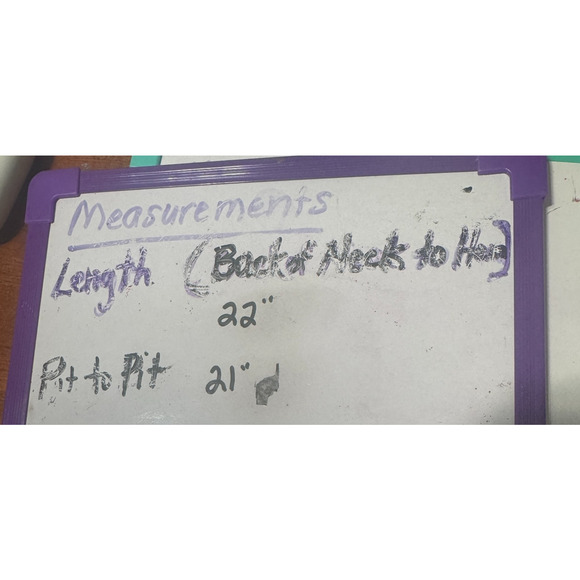 Measurements
Length (Back of Neck to Hem)
22"
Pit to Pit 21"